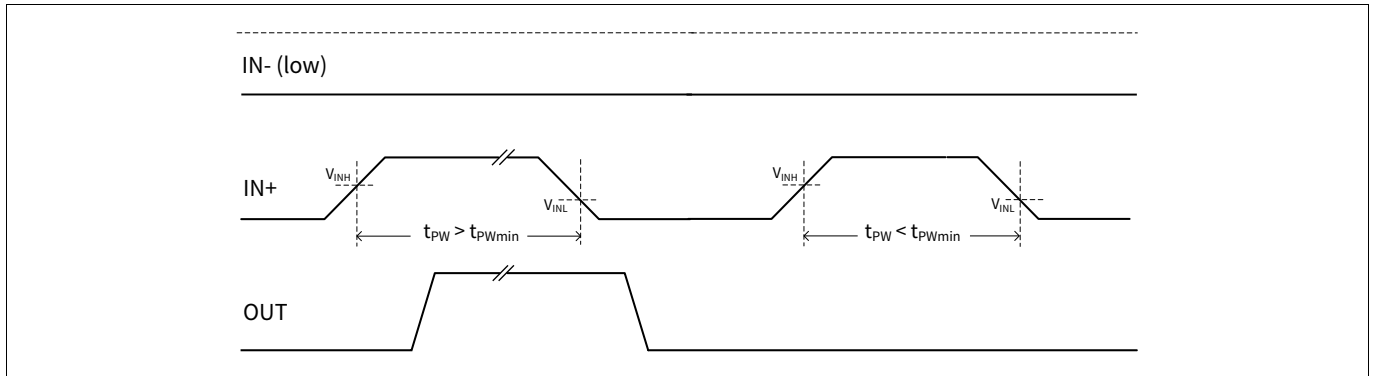 IN- (low)
V_INH
V_INH
IN+
V_INL
V_INL
t_PW > t_PWmin
t_PW < t_PWmin
OUT